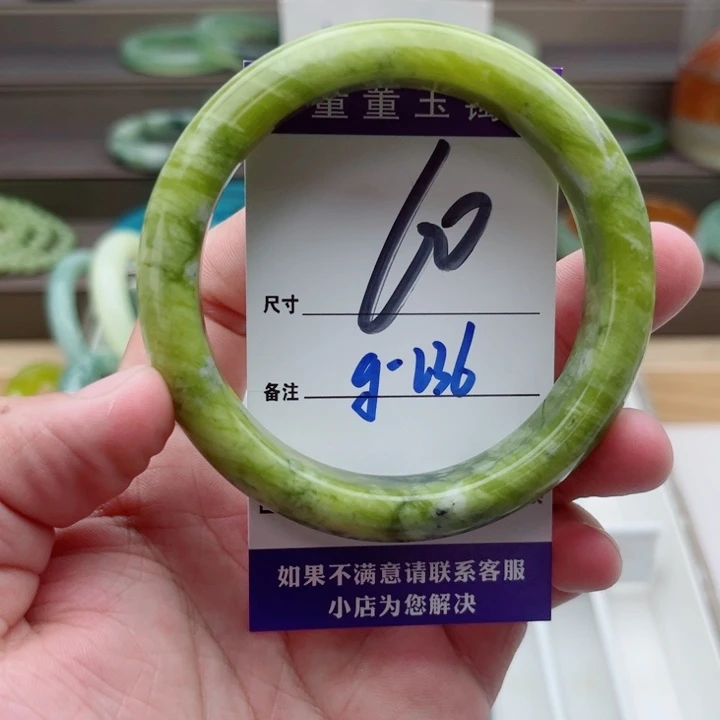 童董玉镯
尺寸 60
备注 g-136
如果不满意请联系客服
小店为您解决